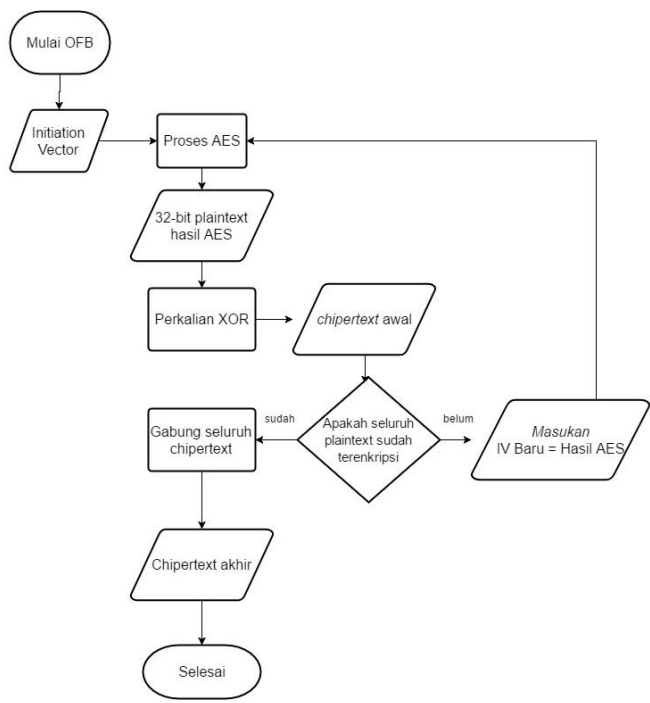 Mulai OFB
Initiation
Vector
Proses AES
32-bit plaintext
hasil AES
Perkalian XOR
chipertext awal
Apakah seluruh
plaintext sudah
terenkripsi
sudah
belum
Gabung seluruh
chipertext
Masukan
IV Baru = Hasil AES
Chipertext akhir
Selesai